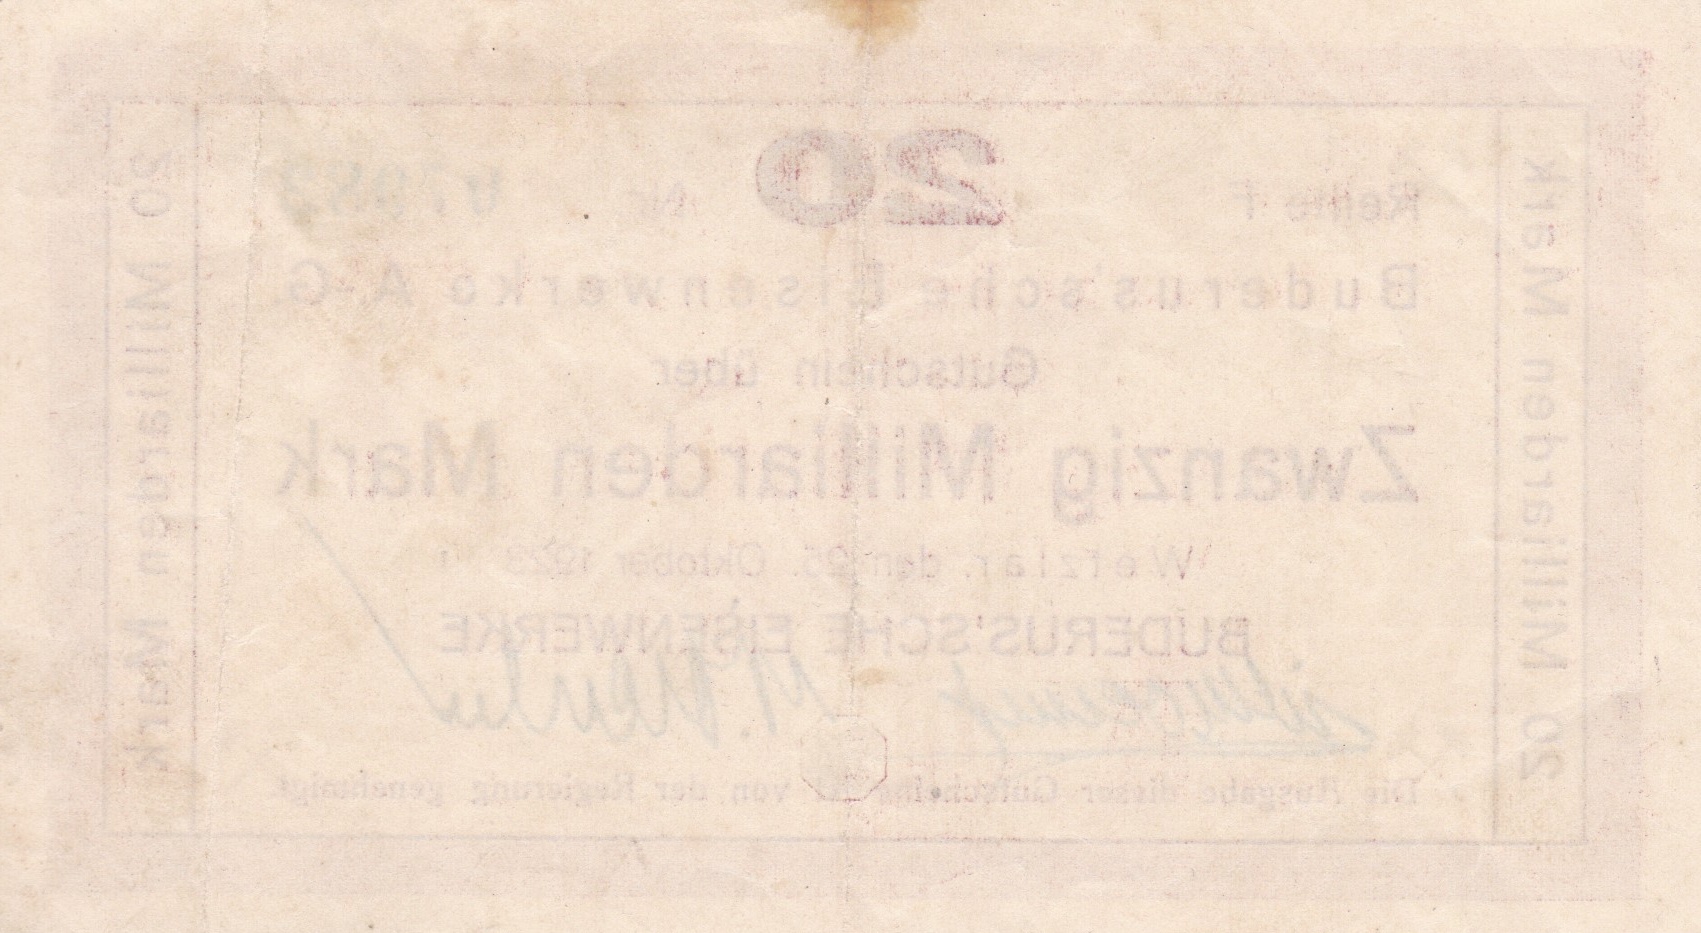 Reihe f 20 Nr.
Buderus'sche Eisenwerke A-G
Gutschein über
Zwanzig Milliarden Mark
Wetzlar, den 25. Oktober 1923
BUDERUS'SCHE EISENWERKE
Die Ausgabe dieser Gutscheine ist von der Regierung genehmigt.
20 Milliarden Mark
20 Milliarden Mark